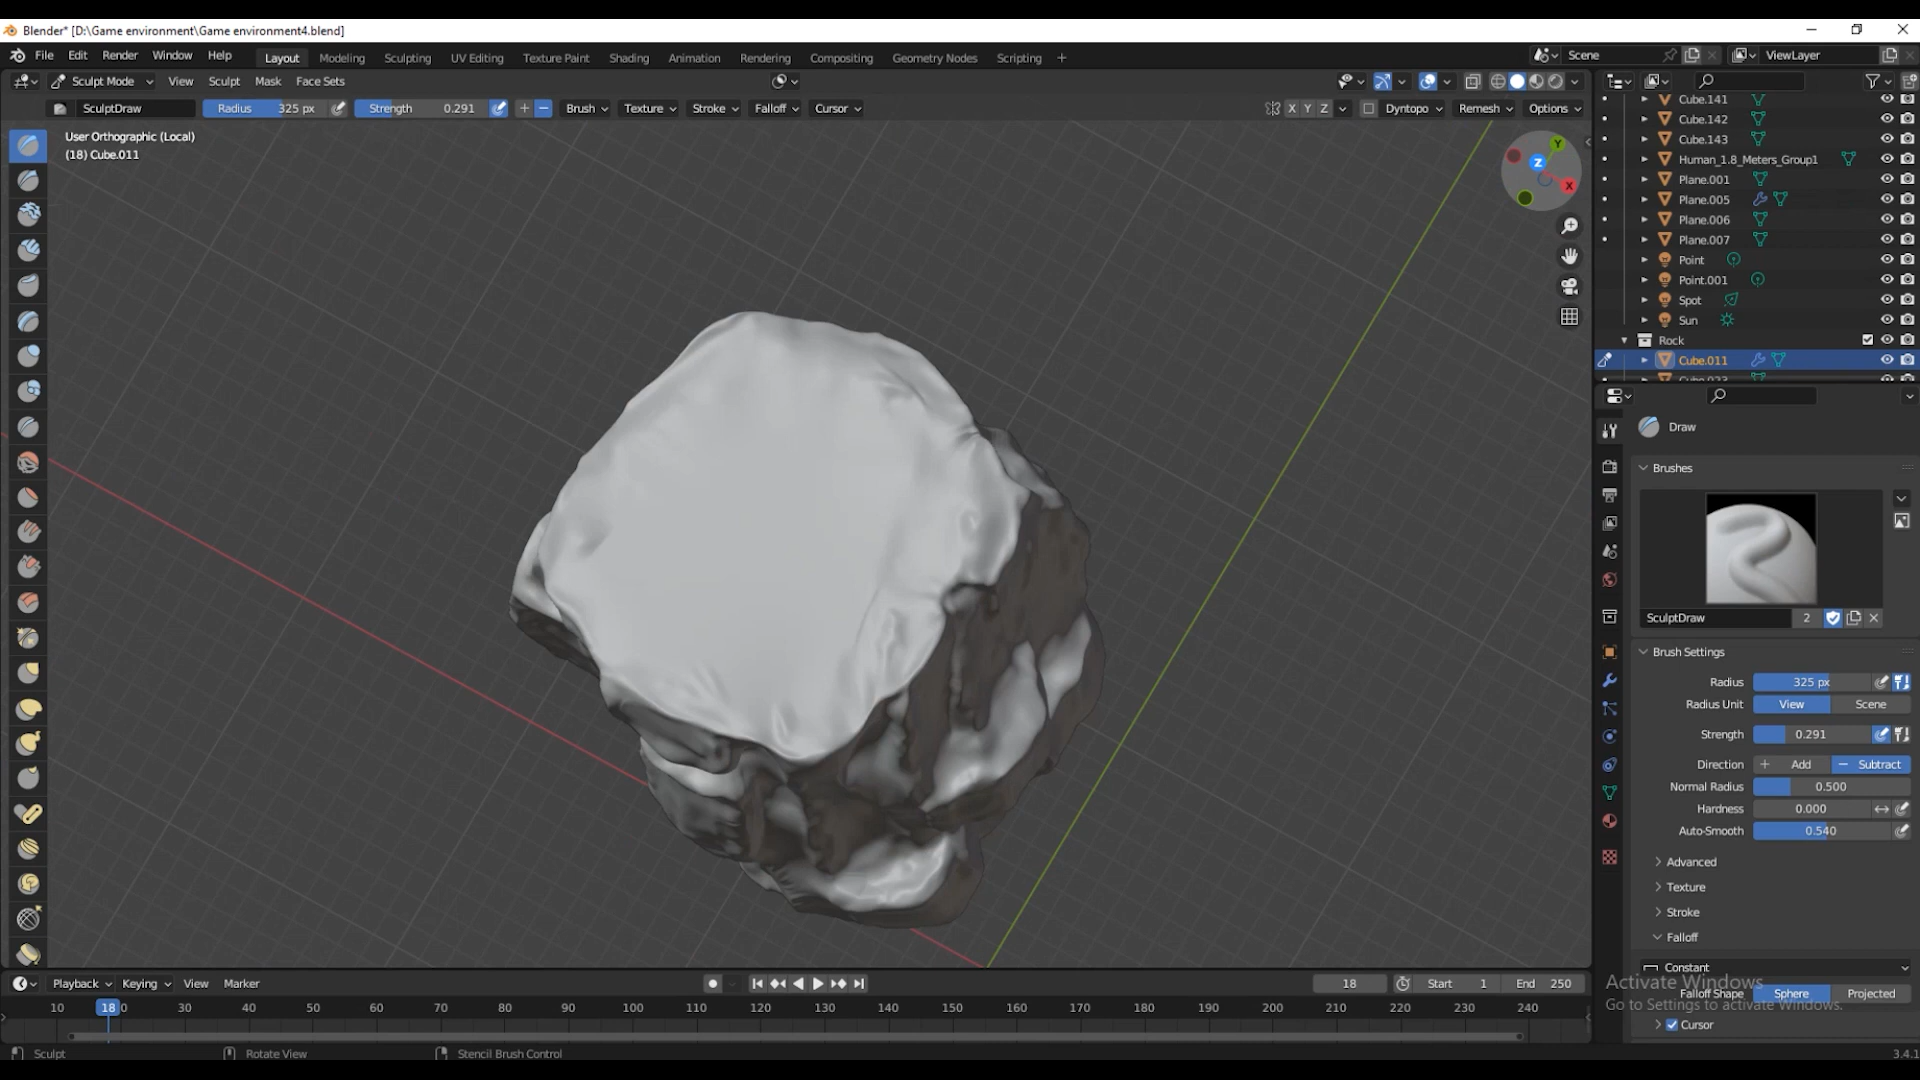 Blender* [D:\Game environment\Game environment4.blend]
File Edit Render Window Help Layout Modeling Sculpting UV Editing Texture Paint Shading Animation Rendering Compositing Geometry Nodes Scripting + Scene ViewLayer
Sculpt Mode View Sculpt Mask Face Sets
SculptDraw Radius 325 px Strength 0.291 Brush Texture Stroke Falloff Cursor X Y Z Dyntopo Remesh Options
User Orthographic (Local)
(18) Cube.011
Y
Z
X
Cube.141
Cube.142
Cube.143
Human_1.8_Meters_Group1
Plane.001
Plane.005
Plane.006
Plane.007
Point
Point.001
Spot
Sun
Rock
Cube.011
Cube.023
Draw
Brushes
SculptDraw 2
Brush Settings
Radius 325 px
Radius Unit View Scene
Strength 0.291
Direction + Add − Subtract
Normal Radius 0.500
Hardness 0.000
Auto-Smooth 0.540
Advanced
Texture
Stroke
Falloff
Constant
Activate Windows
Falloff Shape Sphere Projected
Go to Settings to activate Windows.
Cursor
Playback Keying View Marker 18 Start 1 End 250
10 18 30 40 50 60 70 80 90 100 110 120 130 140 150 160 170 180 190 200 210 220 230 240
Sculpt Rotate View Stencil Brush Control 3.4.1